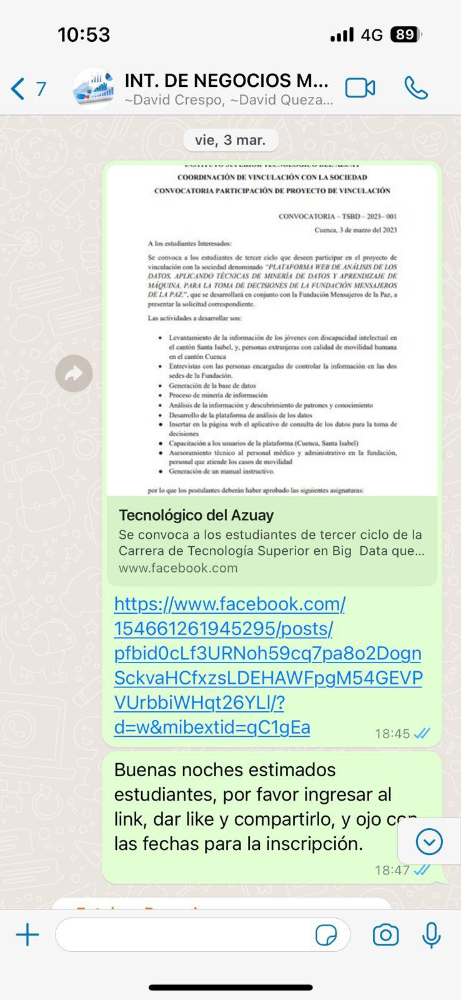 10:53
4G 89
7
INT. DE NEGOCIOS M...
~David Crespo, ~David Queza...
vie, 3 mar.
COORDINACIÓN DE VINCULACIÓN CON LA SOCIEDAD
CONVOCATORIA PARTICIPACIÓN DE PROYECTO DE VINCULACIÓN
CONVOCATORIA – TSBD – 2023– 001
Cuenca, 3 de marzo del 2023
A los estudiantes Interesados:
Se convoca a los estudiantes de tercer ciclo que deseen participar en el proyecto de
vinculación con la sociedad denominado "PLATAFORMA WEB DE ANÁLISIS DE LOS
DATOS, APLICANDO TÉCNICAS DE MINERÍA DE DATOS Y APRENDIZAJE DE
MÁQUINA, PARA LA TOMA DE DECISIONES DE LA FUNDACIÓN MENSAJEROS
DE LA PAZ.", que se desarrollará en conjunto con la Fundación Mensajeros de la Paz, a
presentar la solicitud correspondiente.
Las actividades a desarrollar son:
• Levantamiento de la información de los jóvenes con discapacidad intelectual en
el cantón Santa Isabel, y, personas extranjeras con calidad de movilidad humana
en el cantón Cuenca
• Entrevistas con las personas encargadas de controlar la información en las dos
sedes de la Fundación.
• Generación de la base de datos
• Proceso de minería de información
• Análisis de la información y descubrimiento de patrones y conocimiento
• Desarrollo de la plataforma de análisis de los datos
• Insertar en la página web el aplicativo de consulta de los datos para la toma de
decisiones
• Capacitación a los usuarios de la plataforma (Cuenca, Santa Isabel)
• Asesoramiento técnico al personal médico y administrativo en la fundación,
personal que atiende los casos de movilidad
• Generación de un manual instructivo.
por lo que los postulantes deberán haber aprobado las siguientes asignaturas:
Tecnológico del Azuay
Se convoca a los estudiantes de tercer ciclo de la
Carrera de Tecnología Superior en Big Data que...
www.facebook.com
https://www.facebook.com/
154661261945295/posts/
pfbid0cLf3URNoh59cq7pa8o2Dogn
SckvaHCfxzsLDEHAWFpgM54GEVP
VUrbbiWHqt26YLl/?
d=w&mibextid=qC1gEa
18:45
Buenas noches estimados
estudiantes, por favor ingresar al
link, dar like y compartirlo, y ojo con
las fechas para la inscripción.
18:47